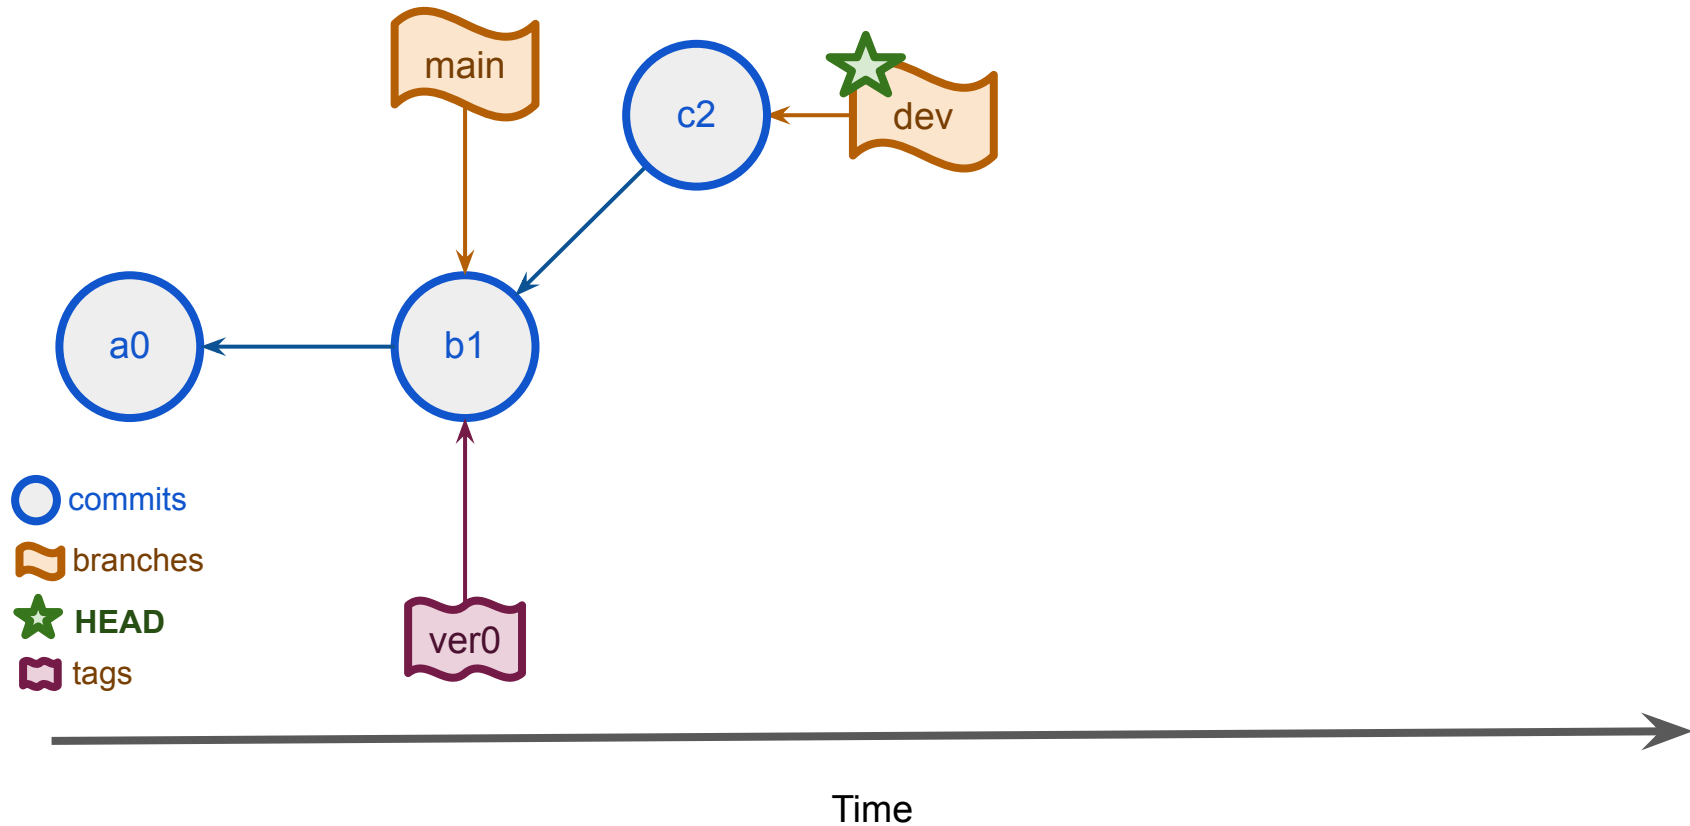 main
c2
dev
a0
b1
commits
branches
HEAD
ver0
tags
Time